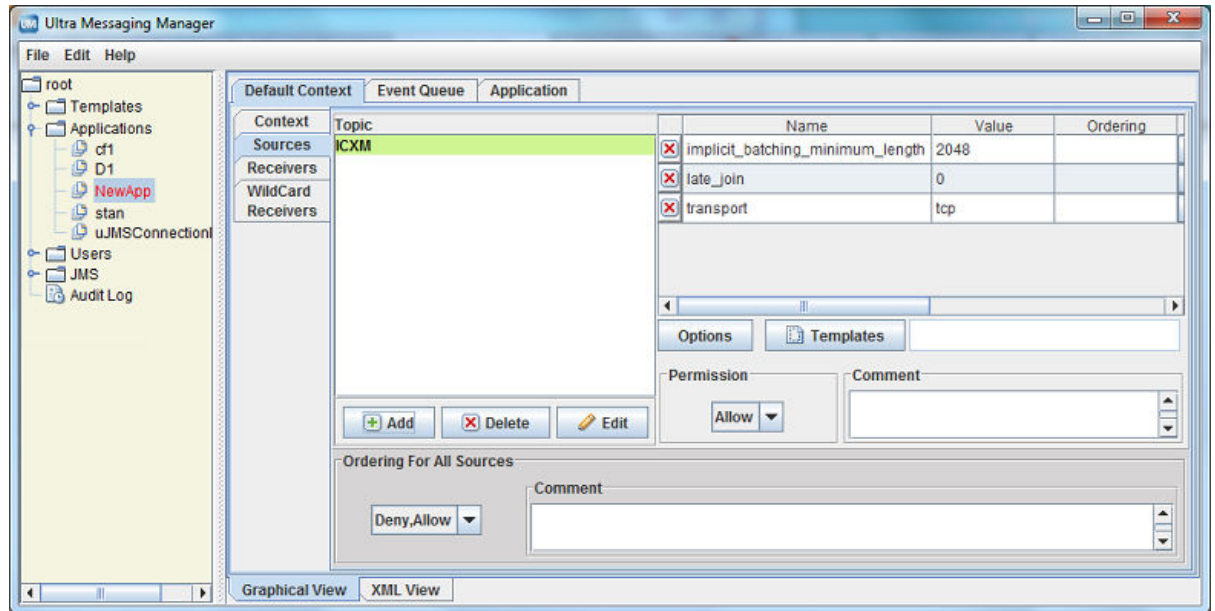 UM Ultra Messaging Manager
File Edit Help
root
Templates
Applications
cf1
D1
NewApp
stan
uJMSConnectionl
Users
JMS
Audit Log
Default Context Event Queue Application
Context
Sources
Receivers
WildCard
Receivers
Topic
ICXM
Name Value Ordering
implicit_batching_minimum_length 2048
late_join 0
transport tcp
Options Templates
Permission Comment
Allow
Add Delete Edit
Ordering For All Sources
Comment
Deny,Allow
Graphical View XML View